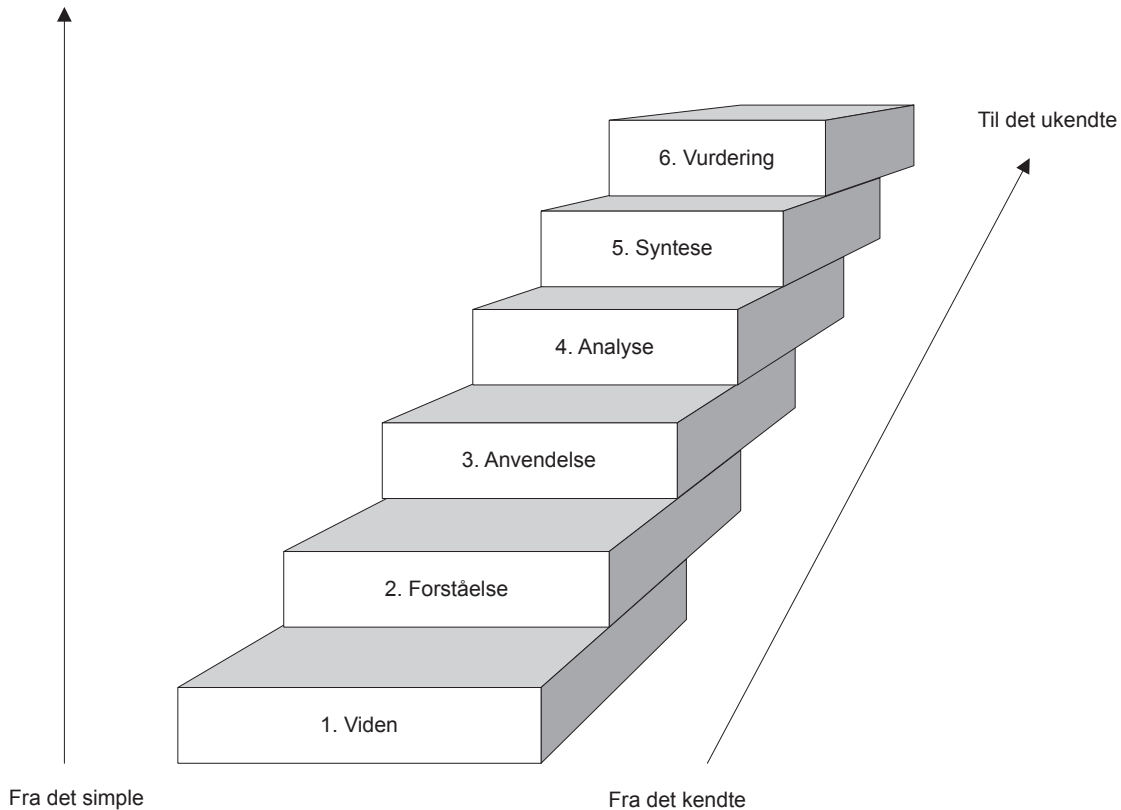 Til det ukendte
6. Vurdering
5. Syntese
4. Analyse
3. Anvendelse
2. Forståelse
1. Viden
Fra det simple
Fra det kendte